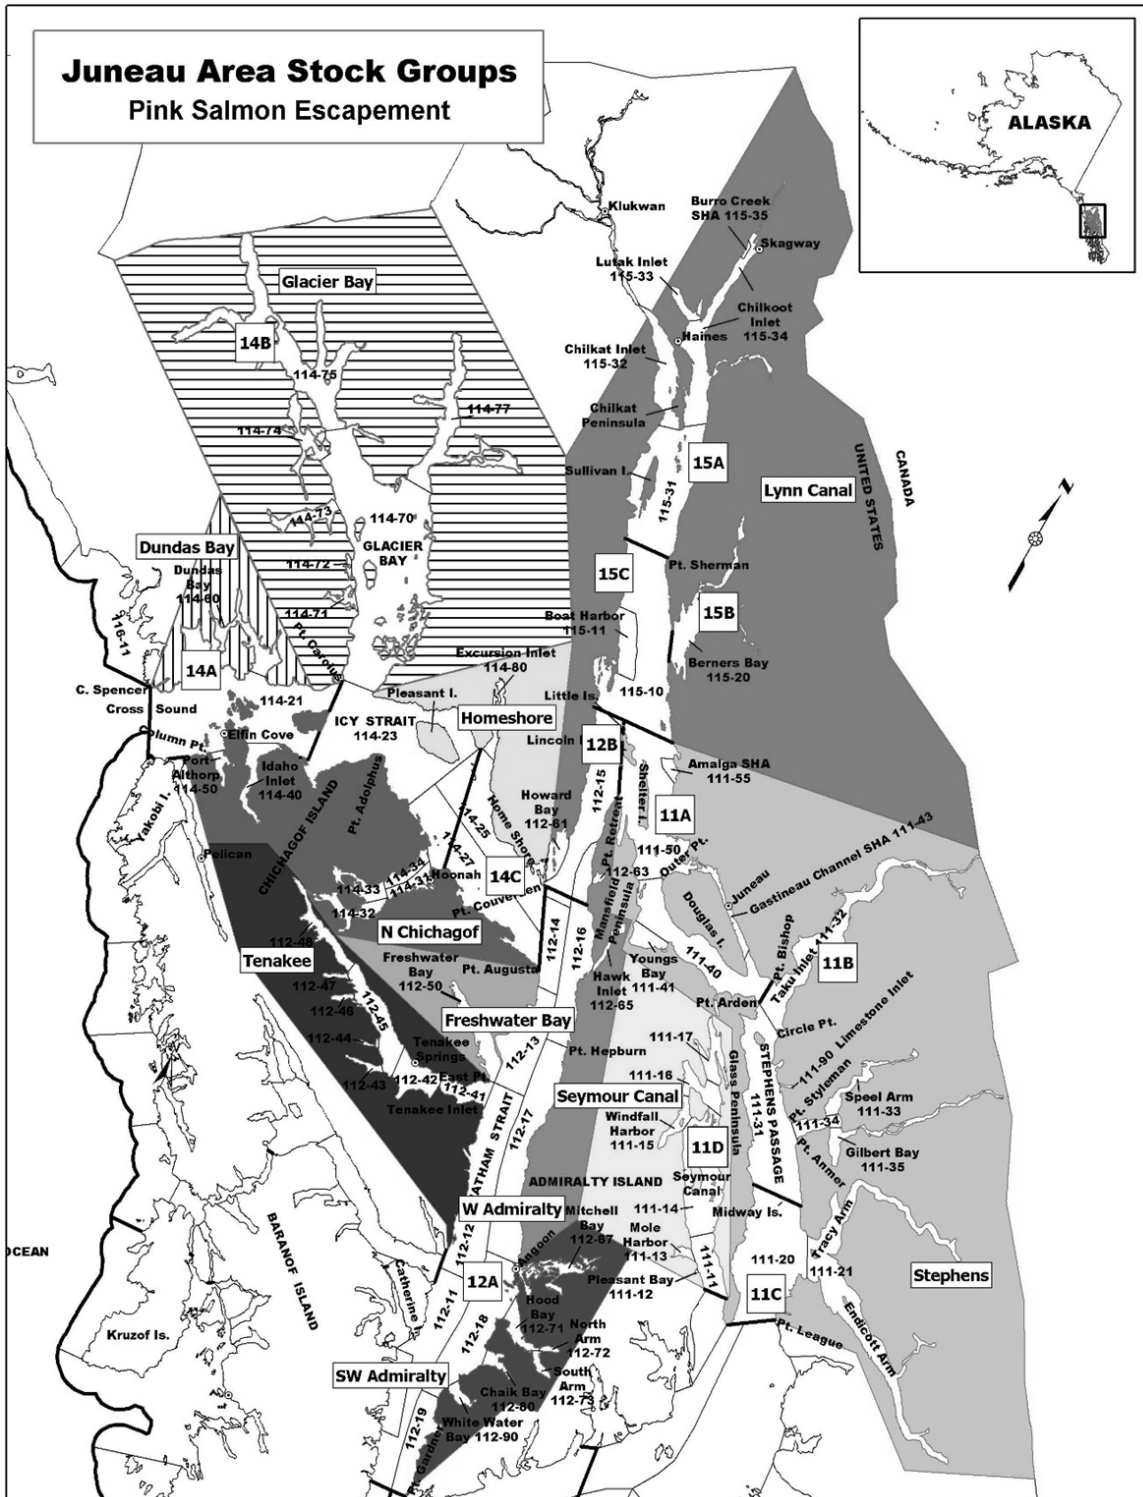 Juneau Area Stock Groups
Pink Salmon Escapement
ALASKA
Klukwan
Burro Creek
SHA 115-35
Skagway
Lutak Inlet
115-33
Chilkoot
Inlet
115-34
Haines
Chilkat Inlet
115-32
Chilkat
Peninsula
Glacier Bay
14B
114-75
114-77
114-74
15A
Sullivan I.
115-31
Lynn Canal
UNITED STATES
CANADA
114-73
114-70
GLACIER
BAY
Dundas Bay
Dundas
Bay
114-60
114-72
114-71
Pt. Carolus
Pt. Sherman
15C
15B
Boat Harbor
115-11
Berners Bay
115-20
116-11
14A
Excursion Inlet
114-80
C. Spencer
Cross Sound
114-21
Pleasant I.
Little Is.
115-10
ICY STRAIT
114-23
Homeshore
Column Pt.
Elfin Cove
Lincoln I
12B
Port
Althorp
114-50
Idaho
Inlet
114-40
Amalga SHA
111-55
Yakobi I.
CHICHAGOF ISLAND
Pt. Adolphus
114-25
Home Shore
Howard
Bay
112-61
112-15
Shelter I.
Pt. Retreat
11A
Pelican
114-27
111-50
Outer Pt.
Gastineau Channel SHA 111-43
114-34
114-33
114-31
Hoonah
14C
112-63
Juneau
114-32
Pt. Couverden
Mansfield
Peninsula
Douglas I.
N Chichagof
112-14
112-16
Pt. Bishop
Taku Inlet 111-32
112-48
Tenakee
Freshwater
Bay
112-50
Pt. Augusta
Hawk
Inlet
112-65
Youngs
Bay
111-41
111-40
11B
112-47
112-46
112-45
Freshwater Bay
Pt. Arden
Circle Pt.
111-90 Limestone Inlet
112-44
Tenakee
Springs
112-13
Pt. Hepburn
111-17
Glass Peninsula
STEPHENS PASSAGE
111-31
112-43
112-42
East Pt.
112-41
Tenakee Inlet
111-16
Seymour Canal
Pt. Styleman
Speel Arm
111-33
CHATHAM STRAIT
112-17
Windfall
Harbor
111-15
11D
111-34
Gilbert Bay
111-35
Pt. Anmer
ADMIRALTY ISLAND
Seymour
Canal
W Admiralty
Mitchell
Bay
112-67
111-14
Midway Is.
Tracy Arm
OCEAN
BARANOF ISLAND
112-12
Angoon
Mole
Harbor
111-13
111-11
111-20
111-21
Catherine I.
12A
Pleasant Bay
111-12
11C
Stephens
112-11
Hood
Bay
112-71
Kruzof Is.
112-18
North
Arm
112-72
Pt. League
Endicott Arm
SW Admiralty
South
Arm
112-73
Chaik Bay
112-80
112-19
White Water
Bay 112-90
Pt. Gardner